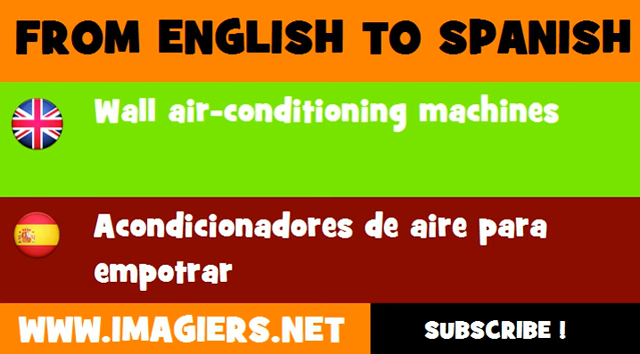 FROM ENGLISH TO SPANISH
Wall air-conditioning machines
Acondicionadores de aire para
empotrar
WWW.IMAGIERS.NET
SUBSCRIBE !